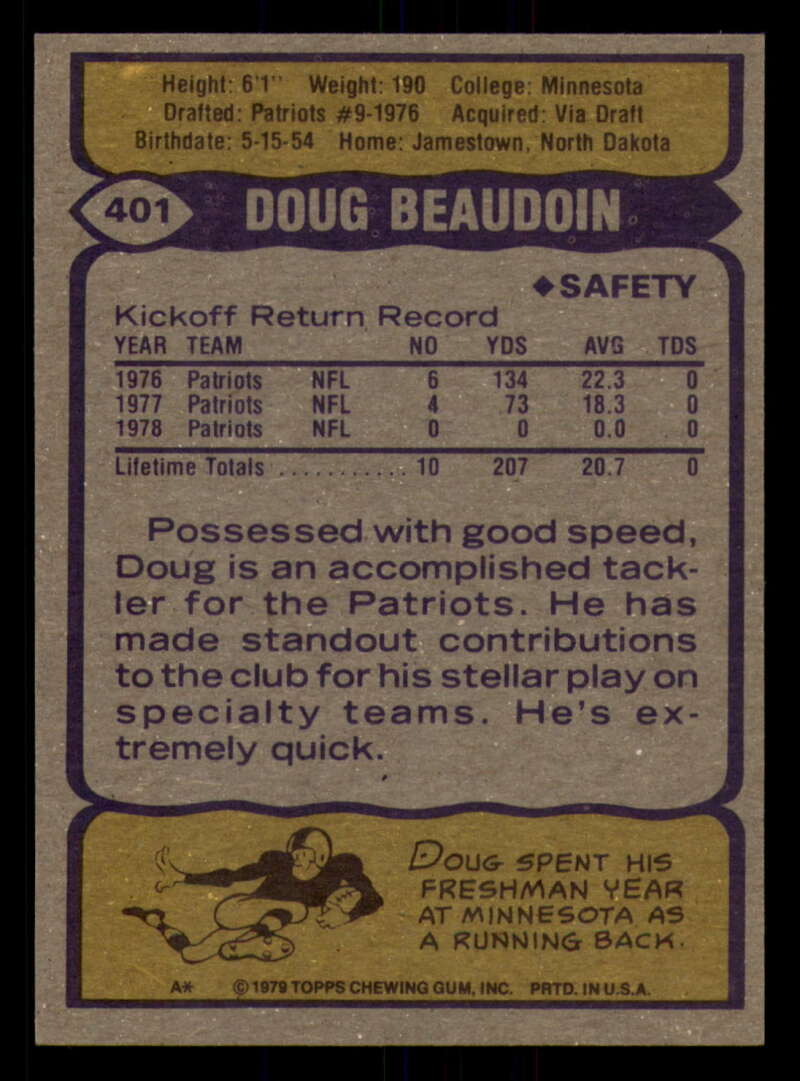 Height: 6'1" Weight: 190 College: Minnesota
Drafted: Patriots #9-1976 Acquired: Via Draft
Birthdate: 5-15-54 Home: Jamestown, North Dakota
401 DOUG BEAUDOIN
◆SAFETY
Kickoff Return Record
YEAR TEAM NO YDS AVG TDS
1976 Patriots NFL 6 134 22.3 0
1977 Patriots NFL 4 73 18.3 0
1978 Patriots NFL 0 0 0.0 0
Lifetime Totals ............ 10 207 20.7 0
Possessed with good speed,
Doug is an accomplished tack-
ler for the Patriots. He has
made standout contributions
to the club for his stellar play on
specialty teams. He's ex-
tremely quick.
DOUG SPENT HIS
FRESHMAN YEAR
AT MINNESOTA AS
A RUNNING BACK.
A* © 1979 TOPPS CHEWING GUM, INC. PRTD. IN U.S.A.